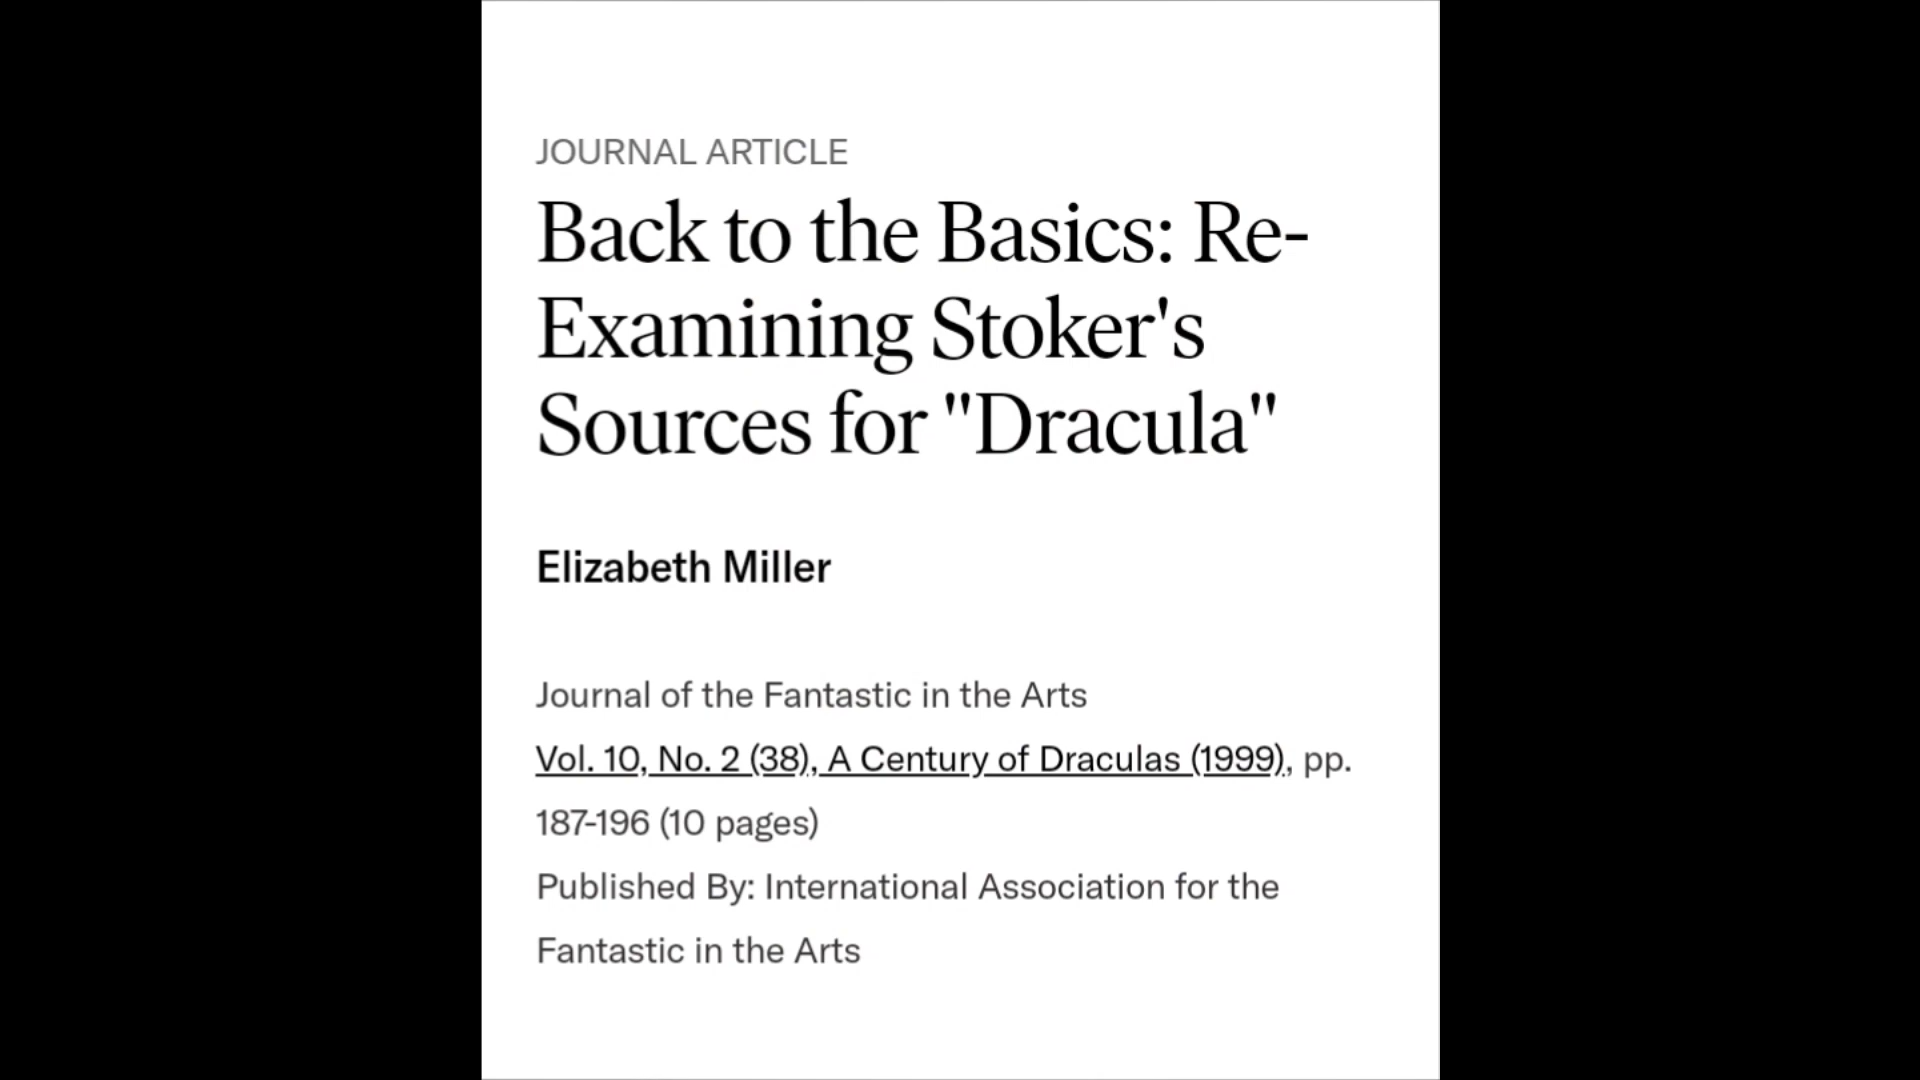 JOURNAL ARTICLE
Back to the Basics: Re-
Examining Stoker's
Sources for "Dracula"
Elizabeth Miller
Journal of the Fantastic in the Arts
Vol. 10, No. 2 (38), A Century of Draculas (1999), pp.
187-196 (10 pages)
Published By: International Association for the
Fantastic in the Arts